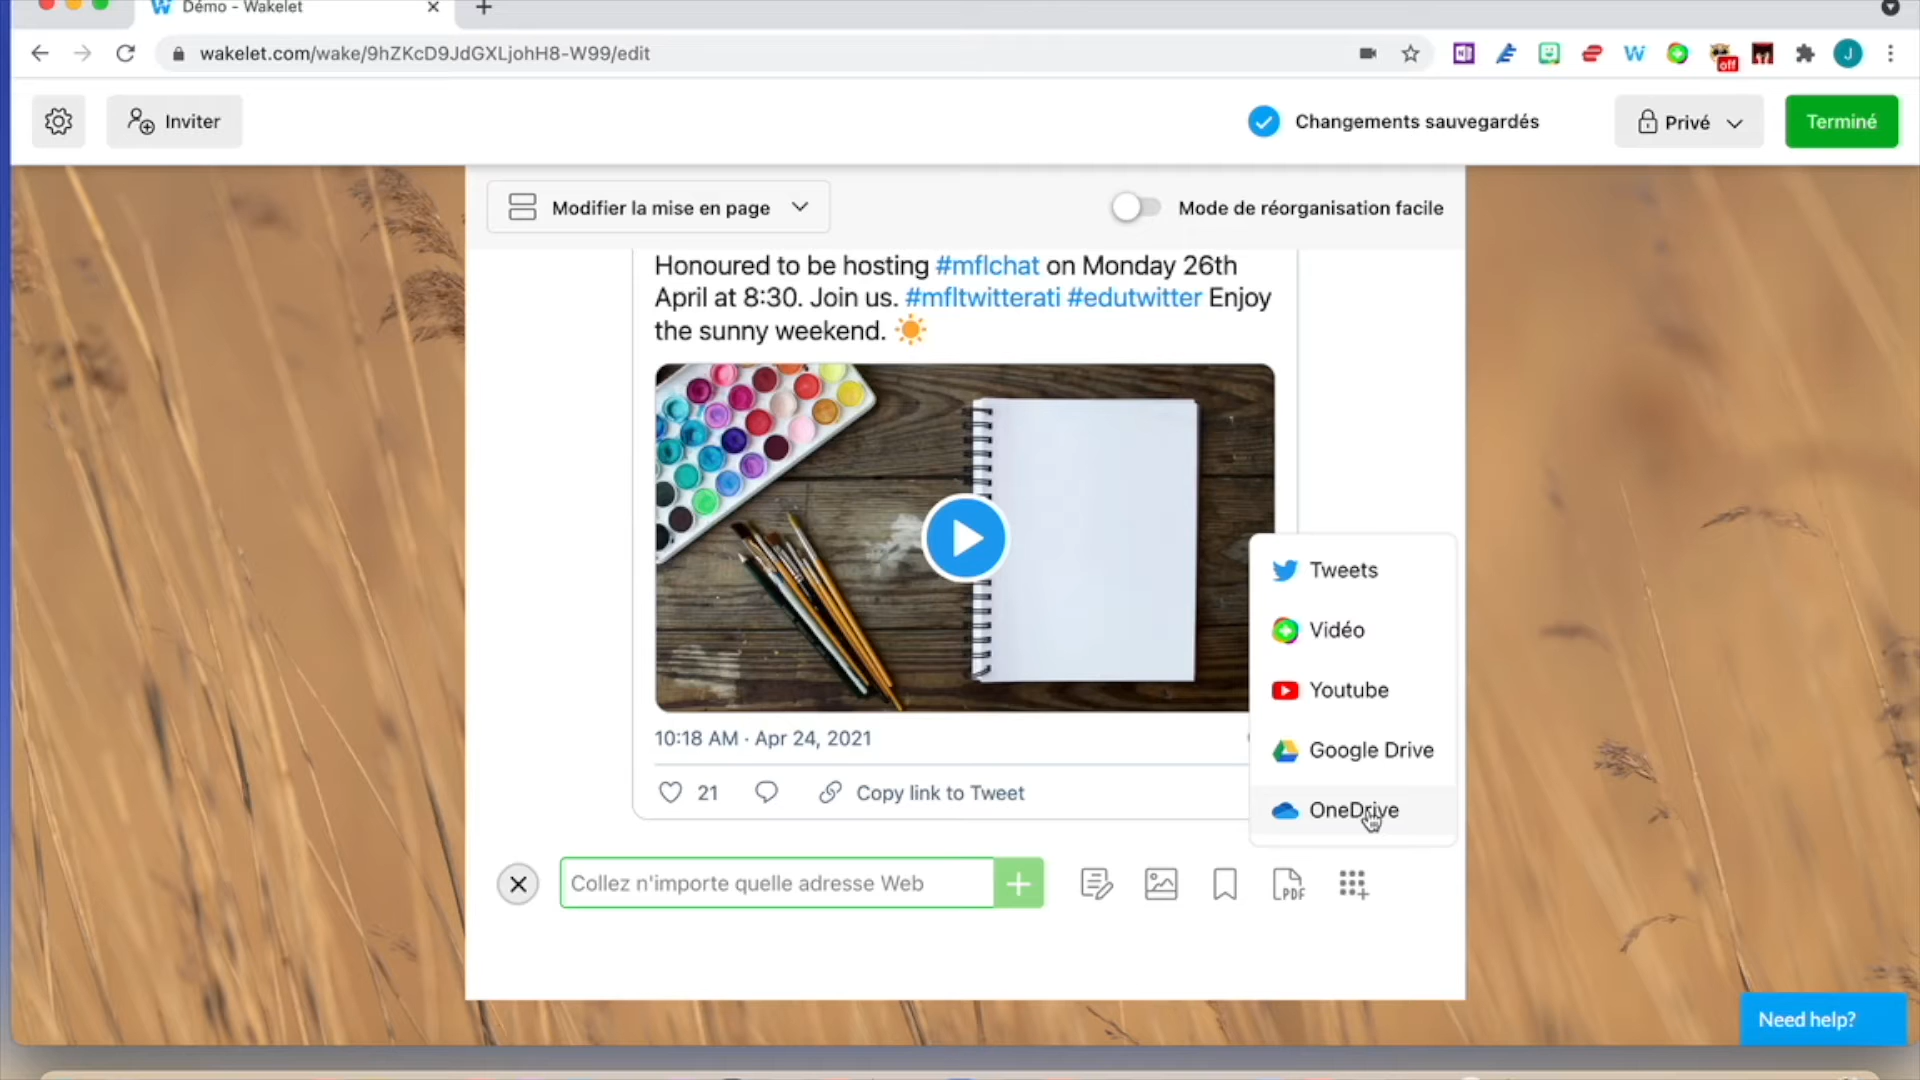 Démo - Wakelet
wakelet.com/wake/9hZKcD9JdGXLjohH8-W99/edit
off
J
Inviter
Changements sauvegardés
Privé
Terminé
Modifier la mise en page
Mode de réorganisation facile
Honoured to be hosting #mflchat on Monday 26th
April at 8:30. Join us. #mfltwitterati #edutwitter Enjoy
the sunny weekend.
Tweets
Vidéo
Youtube
Google Drive
OneDrive
10:18 AM · Apr 24, 2021
21
Copy link to Tweet
Collez n'importe quelle adresse Web
PDF
Need help?